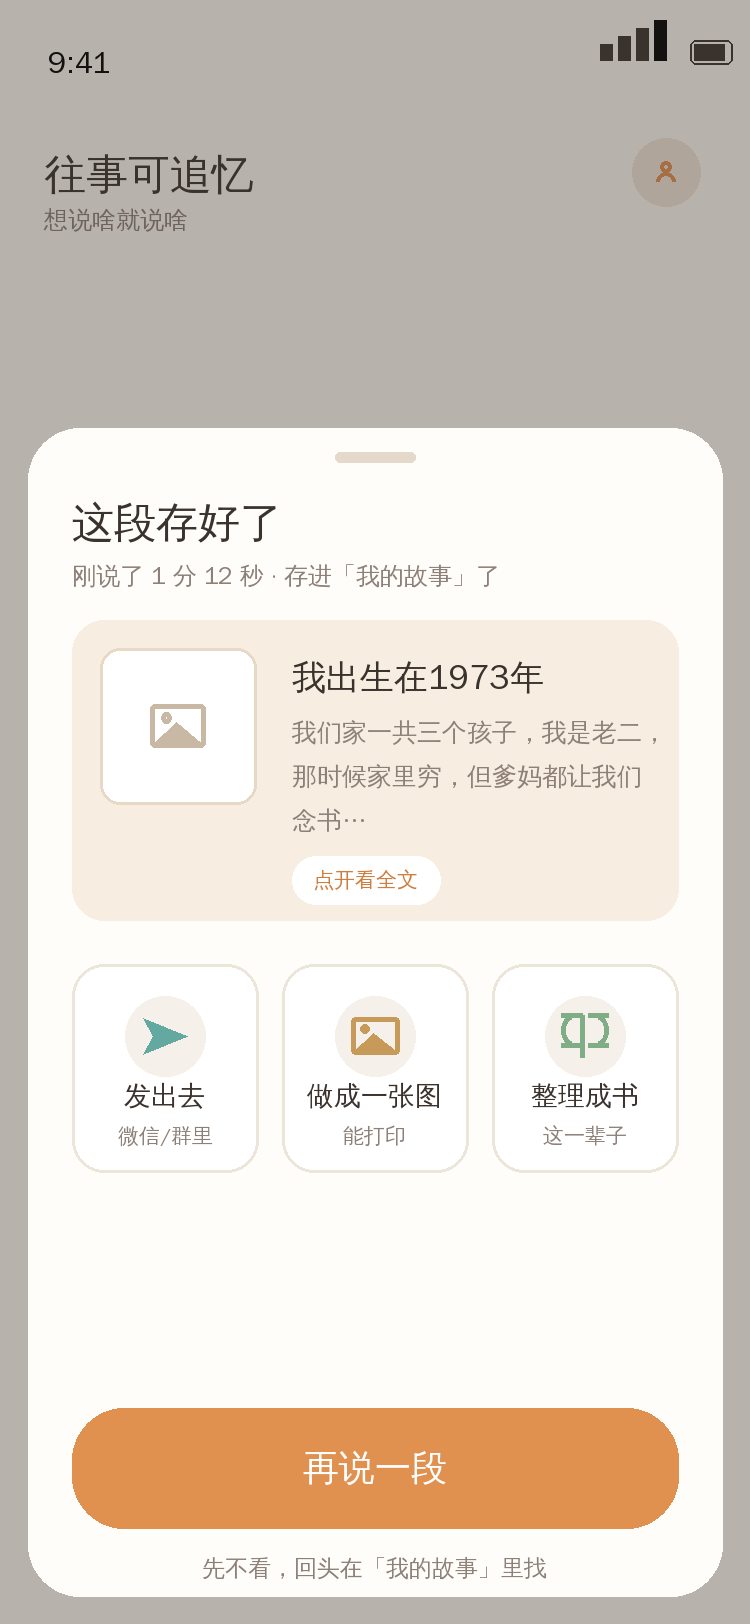 9:41
往事可追忆
想说啥就说啥
这段存好了
刚说了 1 分 12 秒 · 存进「我的故事」了
我出生在1973年
我们家一共三个孩子，我是老二，
那时候家里穷，但爹妈都让我们
念书…
点开看全文
发出去
微信/群里
做成一张图
能打印
整理成书
这一辈子
再说一段
先不看，回头在「我的故事」里找